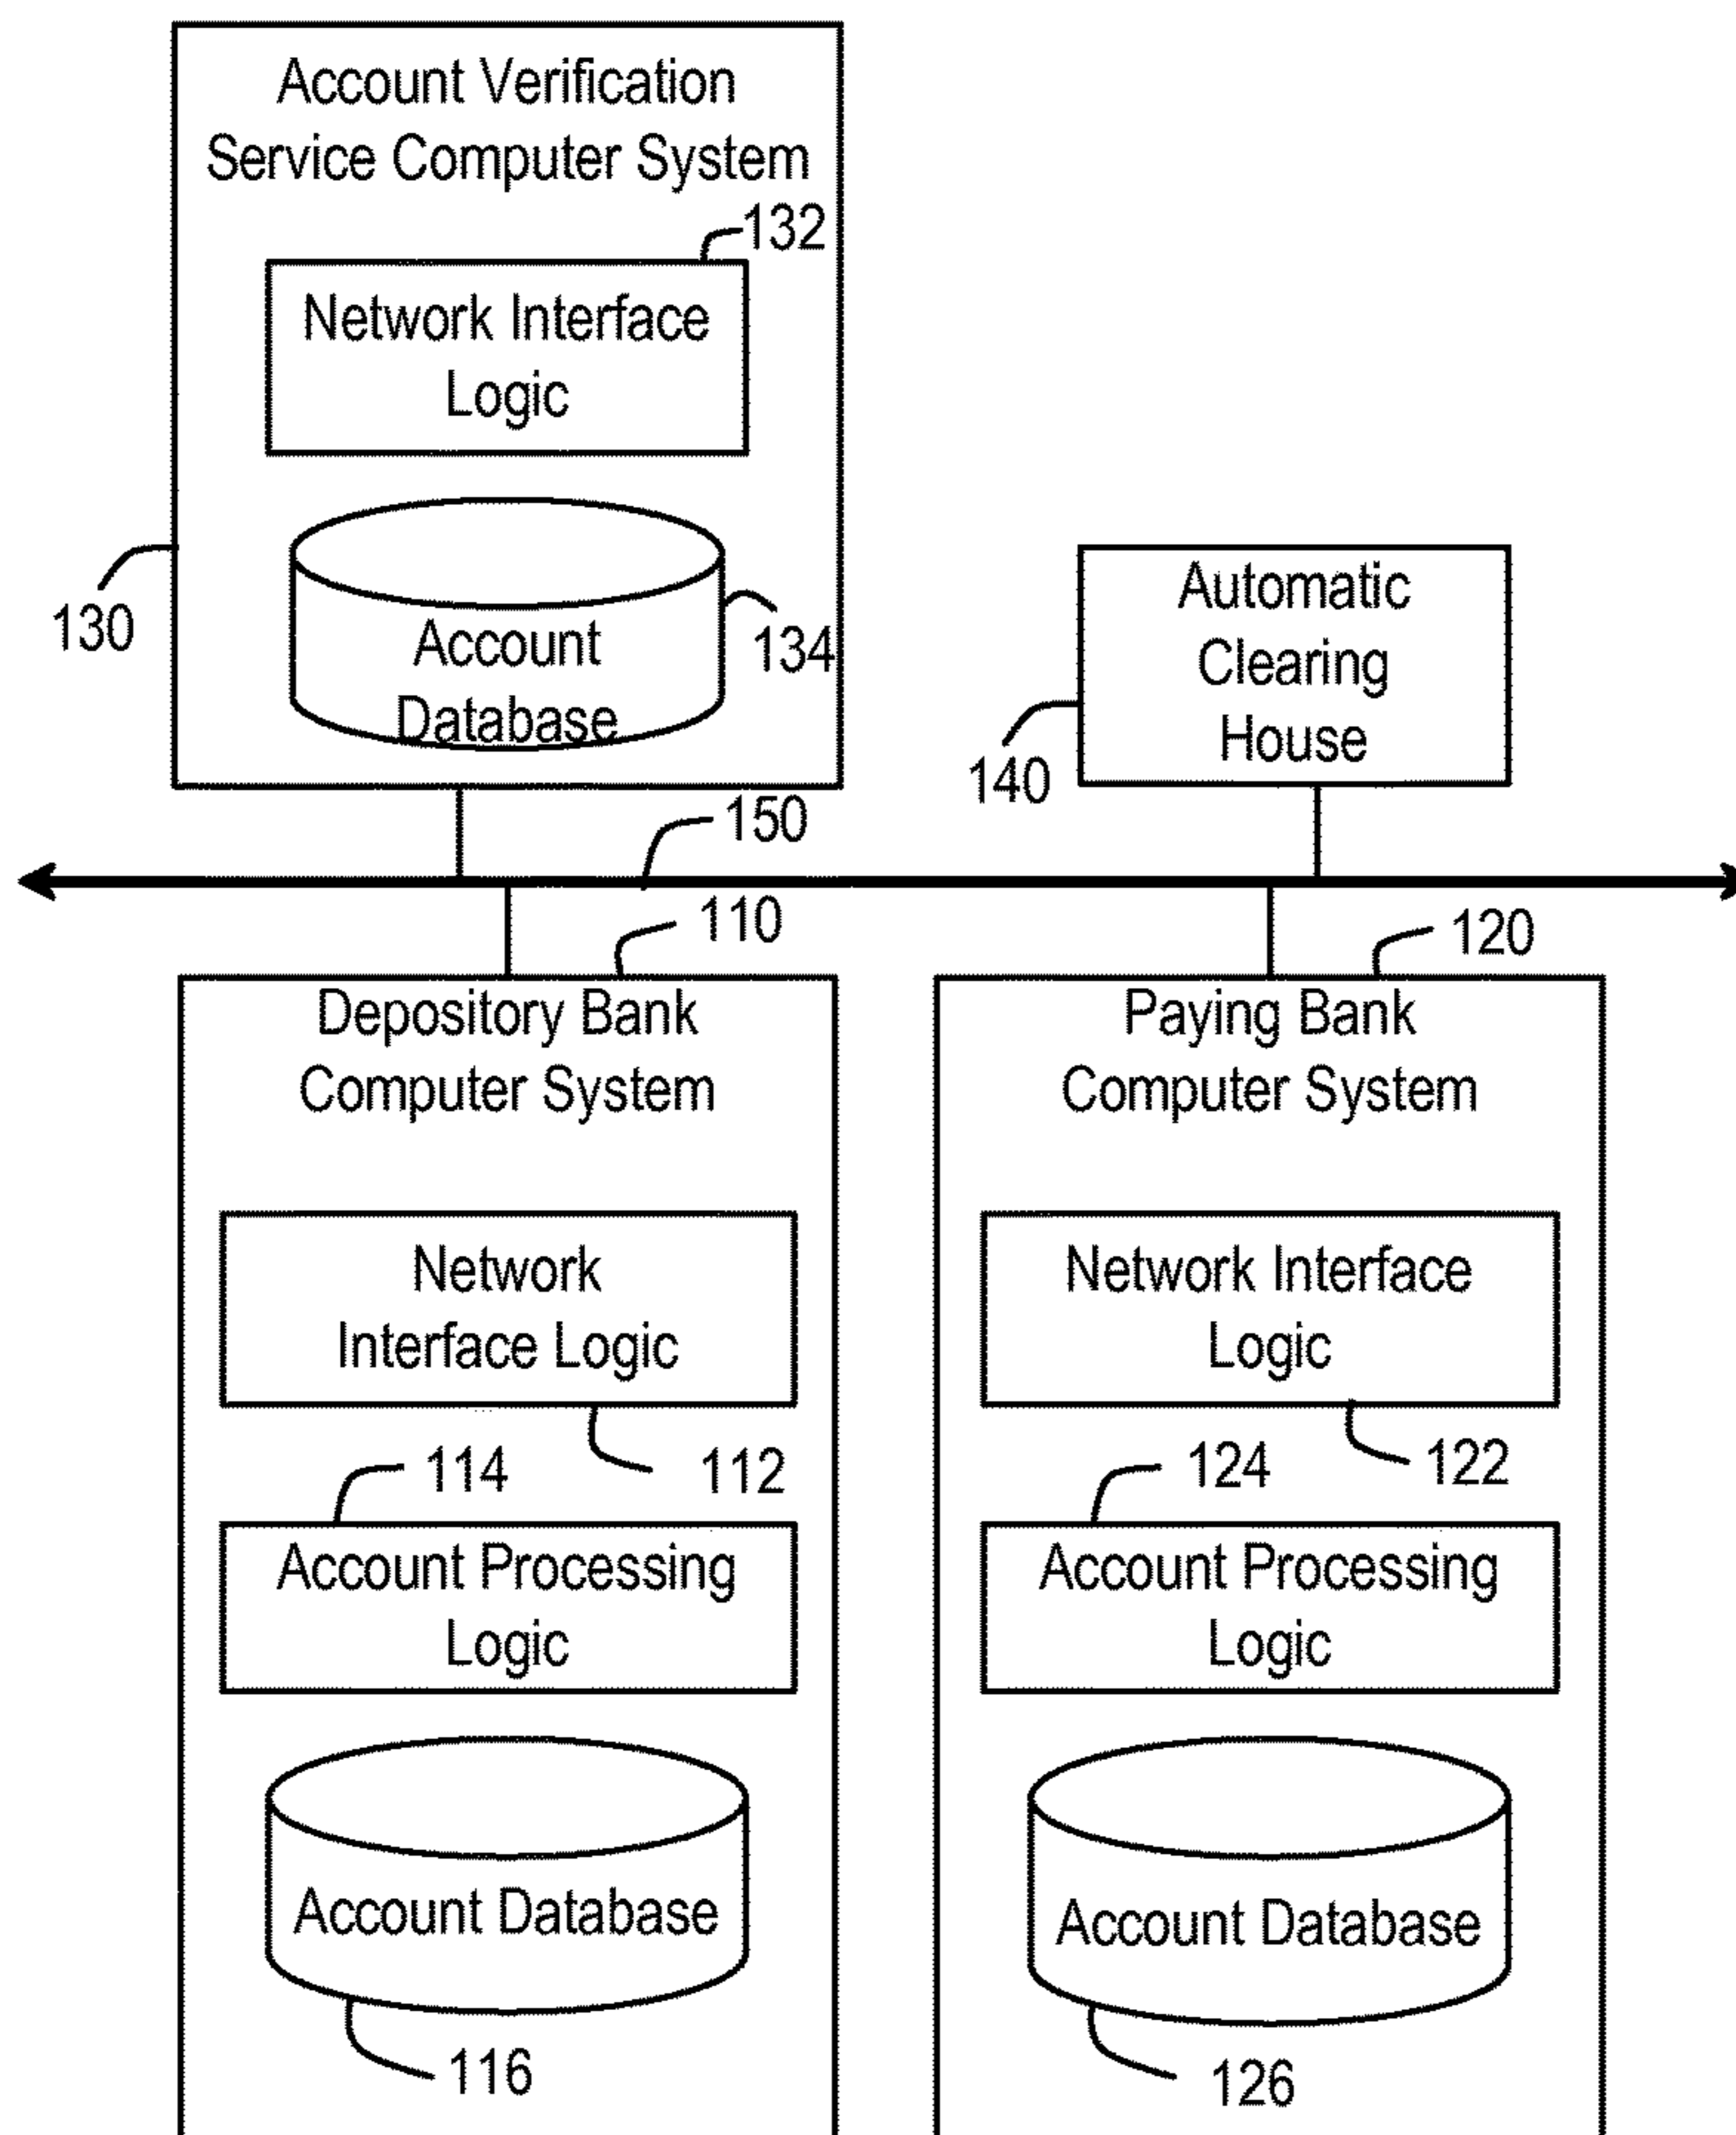 Account Verification
Service Computer System
132
Network Interface
Logic
130
Account
Database
134
Automatic
Clearing
House
140
150
110
120
Depository Bank
Computer System
Network
Interface Logic
112
114
Account Processing
Logic
Account Database
116
Paying Bank
Computer System
Network Interface
Logic
122
124
Account Processing
Logic
Account Database
126